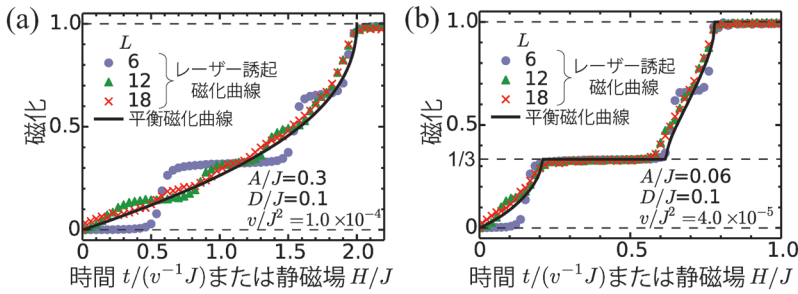 (a)
磁化
1.0
0.5
0
L
6
12
18
レーザー誘起
磁化曲線
平衡磁化曲線
A/J=0.3
D/J=0.1
v/J²=1.0×10⁻⁴
0 0.5 1.0 1.5 2.0
時間 t/(v⁻¹J)または静磁場 H/J
(b)
磁化
1.0
0.5
1/3
0
L
6
12
18
レーザー誘起
磁化曲線
平衡磁化曲線
A/J=0.06
D/J=0.1
v/J²=4.0×10⁻⁵
0 0.5 1.0
時間 t/(v⁻¹J)または静磁場 H/J